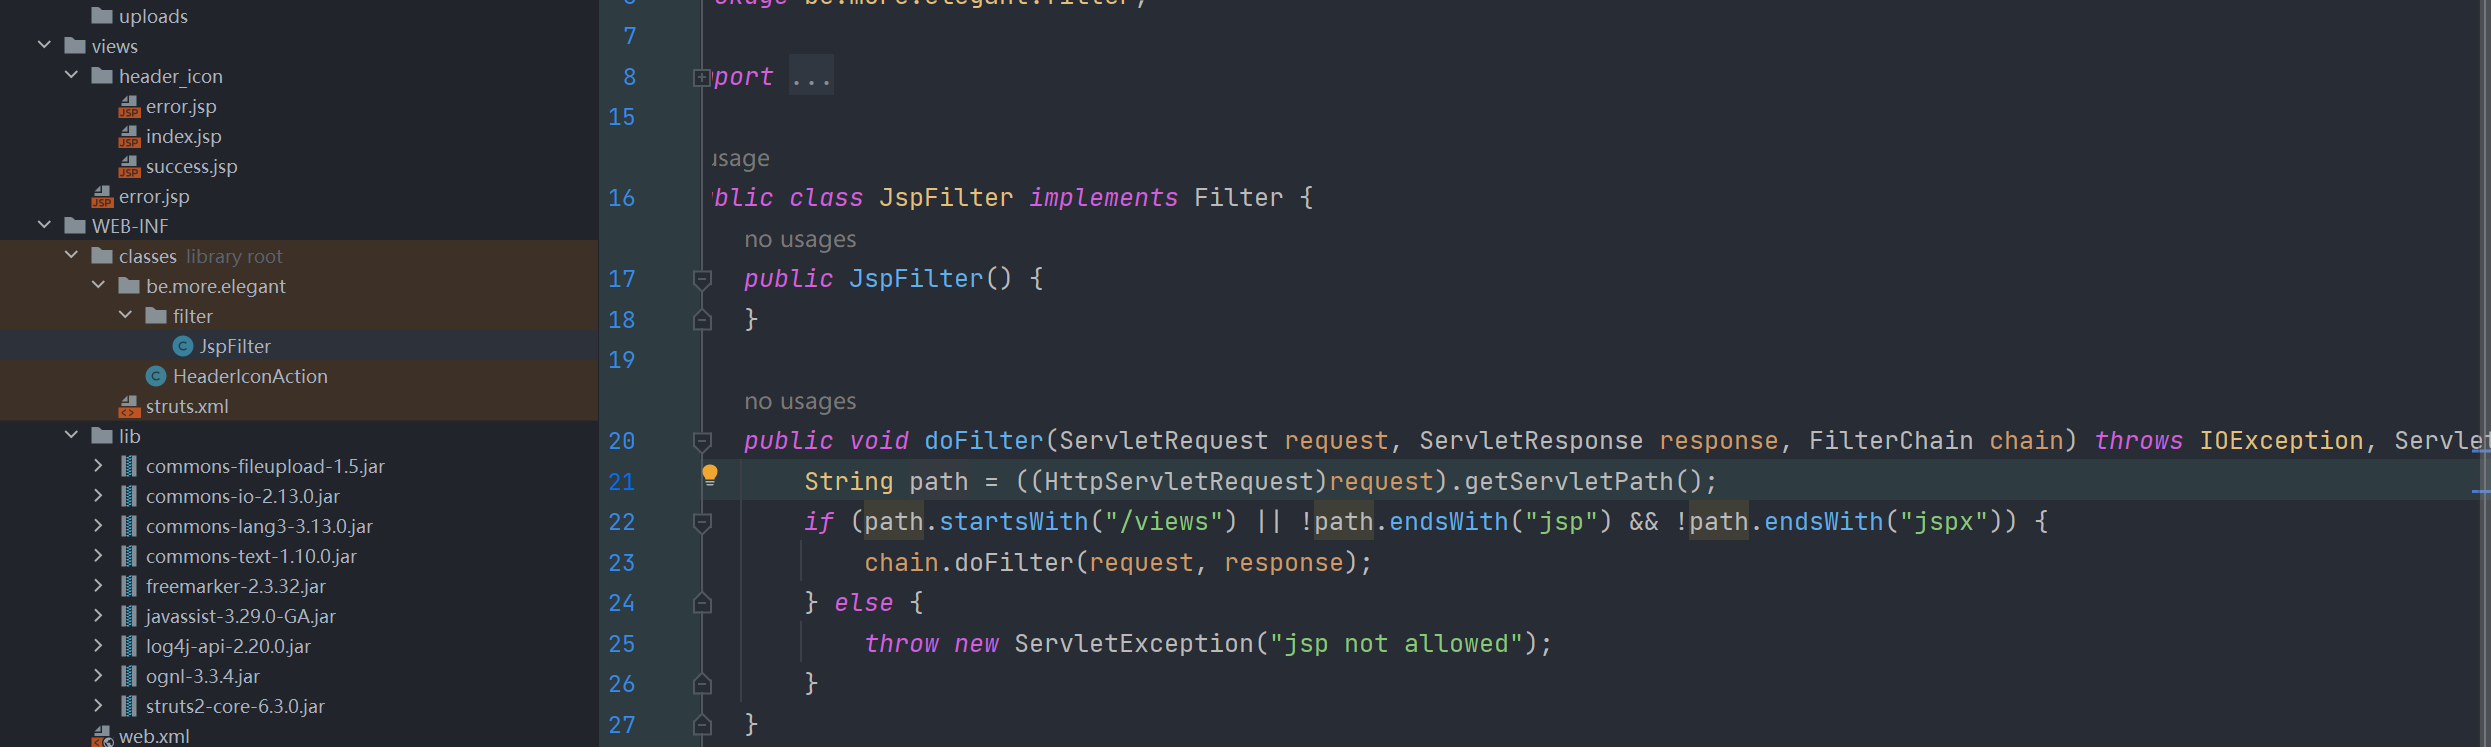 uploads
views
header_icon
error.jsp
index.jsp
success.jsp
error.jsp
WEB-INF
classes library root
be.more.elegant
filter
JspFilter
HeaderIconAction
struts.xml
lib
commons-fileupload-1.5.jar
commons-io-2.13.0.jar
commons-lang3-3.13.0.jar
commons-text-1.10.0.jar
freemarker-2.3.32.jar
javassist-3.29.0-GA.jar
log4j-api-2.20.0.jar
ognl-3.3.4.jar
struts2-core-6.3.0.jar
web.xml
7
8 port ...
15
usage
16 blic class JspFilter implements Filter {
no usages
17 public JspFilter() {
18 }
19
no usages
20 public void doFilter(ServletRequest request, ServletResponse response, FilterChain chain) throws IOException, Servlet
21 String path = ((HttpServletRequest)request).getServletPath();
22 if (path.startsWith("/views") || !path.endsWith("jsp") && !path.endsWith("jspx")) {
23 chain.doFilter(request, response);
24 } else {
25 throw new ServletException("jsp not allowed");
26 }
27 }